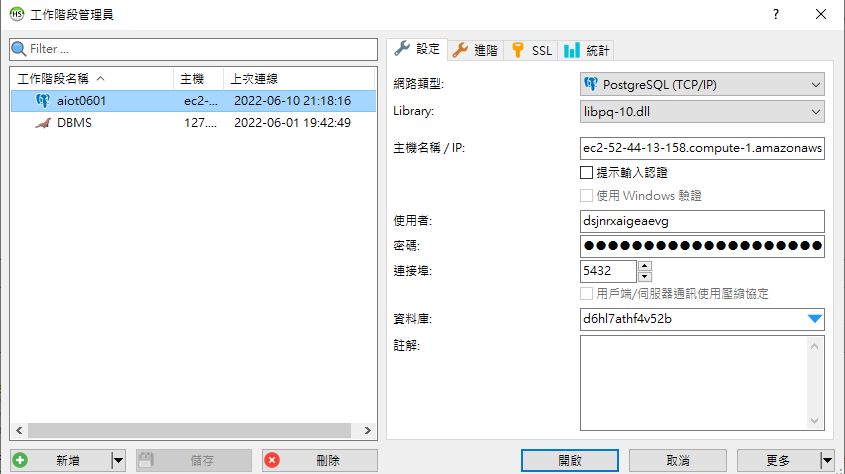 HS 工作階段管理員
Filter ...
工作階段名稱 主機 上次連線
aiot0601 ec2-... 2022-06-10 21:18:16
DBMS 127.... 2022-06-01 19:42:49
新增 儲存 刪除
設定 進階 SSL 統計
網路類型: PostgreSQL (TCP/IP)
Library: libpq-10.dll
主機名稱 / IP: ec2-52-44-13-158.compute-1.amazonaws
提示輸入認證
使用 Windows 驗證
使用者: dsjnrxaigeaevg
密碼: ●●●●●●●●●●●●●●●●●●●●
連接埠: 5432
用戶端/伺服器通訊使用壓縮協定
資料庫: d6hl7athf4v52b
註解:
開啟 取消 更多